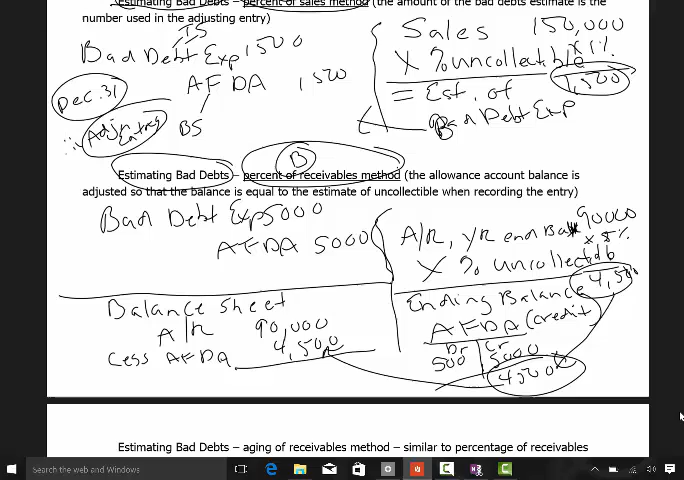 Estimating Bad Debts – percent of sales method (the amount of the bad debts estimate is the
number used in the adjusting entry)
IS
Bad Debt Exp 1500
AFDA 1500
Dec. 31
Adjn Entry
BS
Sales 150,000
X % uncollectible x 1%
1,500
= Est. of
Bad Debt Exp
B
Estimating Bad Debts – percent of receivables method (the allowance account balance is
adjusted so that the balance is equal to the estimate of uncollectible when recording the entry)
Bad Debt Exp 5000
AFDA 5000
A/R, YR end Bal 90000
x 5%
X % uncollectib
4,500
Balance Sheet
A/R 90,000
Less AFDA 4,500
Ending Balance
AFDA (credit
Dr Cr
500 5000
4500
Estimating Bad Debts – aging of receivables method – similar to percentage of receivables
Search the web and Windows